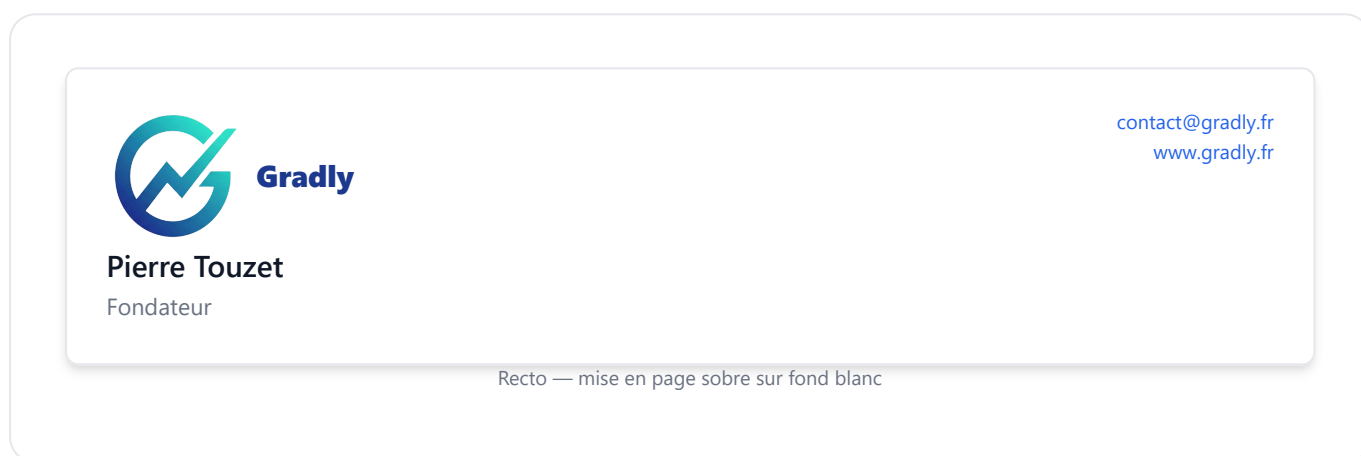 contact@gradly.fr
www.gradly.fr
Gradly
Pierre Touzet
Fondateur
Recto — mise en page sobre sur fond blanc